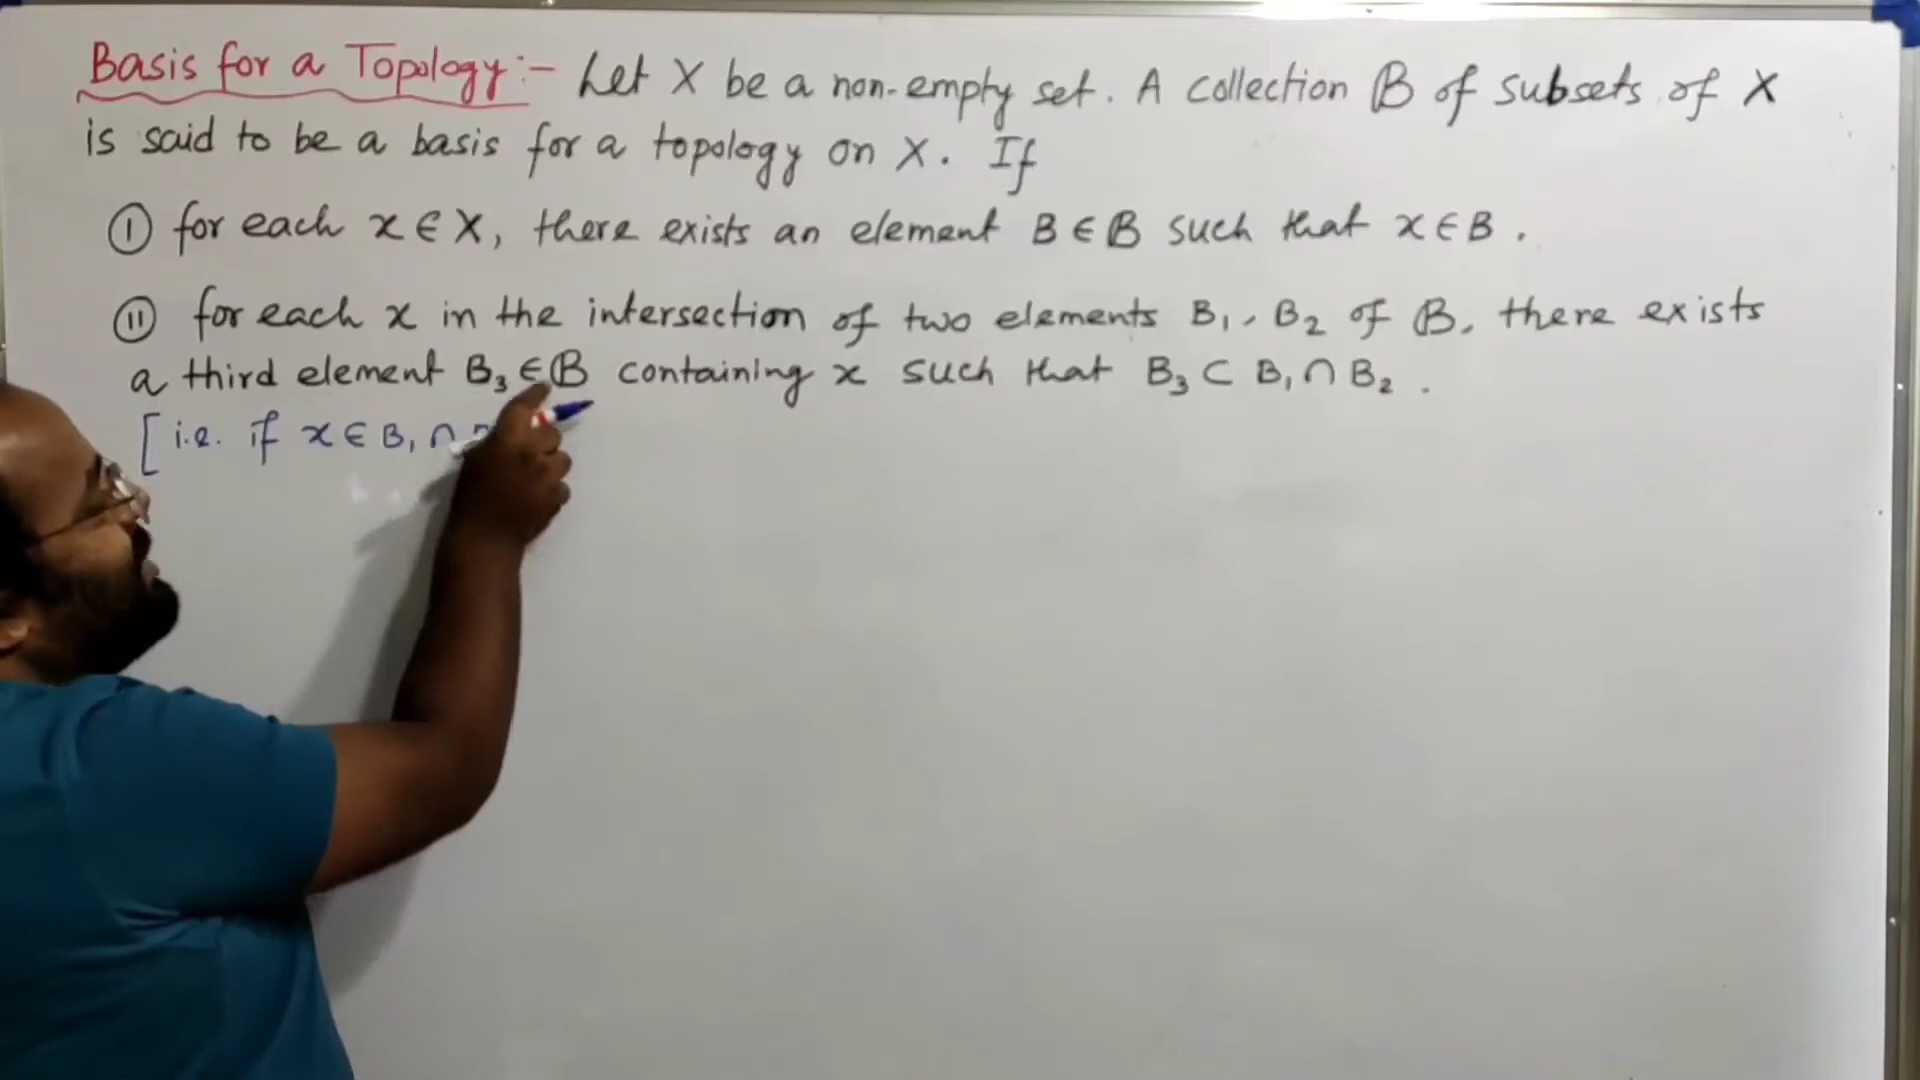 Basis for a Topology:- Let X be a non-empty set. A collection 𝔹 of subsets of X
is said to be a basis for a topology on X. If
Ⓘ for each x ∈ X, there exists an element B ∈ 𝔹 such that x ∈ B.
Ⓘⓘ for each x in the intersection of two elements B₁, B₂ of 𝔹, there exists
a third element B₃ ∈ 𝔹 containing x such that B₃ ⊂ B₁ ∩ B₂.
[i.e. if x ∈ B₁ ∩